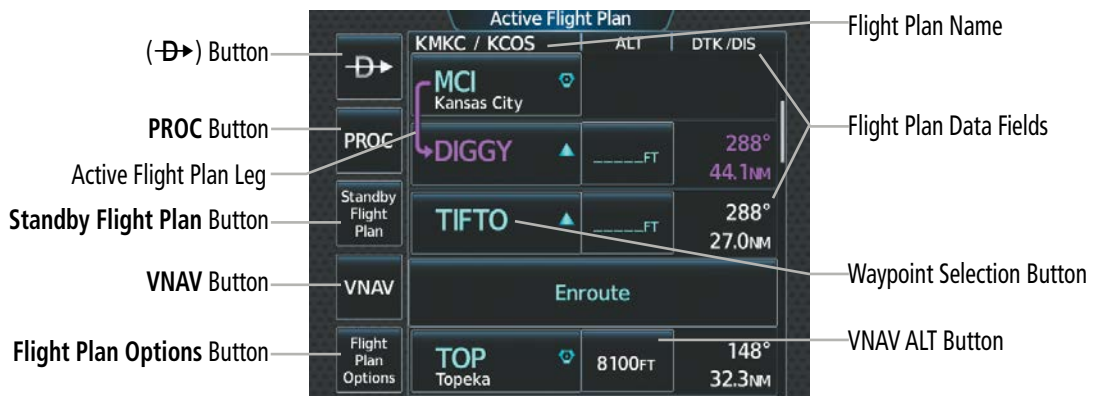 Active Flight Plan
KMKC / KCOS ALT DTK/DIS
MCI
Kansas City
PROC
DIGGY _____FT 288°
44.1NM
Standby
Flight
Plan
TIFTO _____FT 288°
27.0NM
VNAV
Enroute
Flight
Plan
Options
TOP 8100FT 148°
Topeka 32.3NM
(D) Button
PROC Button
Active Flight Plan Leg
Standby Flight Plan Button
VNAV Button
Flight Plan Options Button
Flight Plan Name
Flight Plan Data Fields
Waypoint Selection Button
VNAV ALT Button